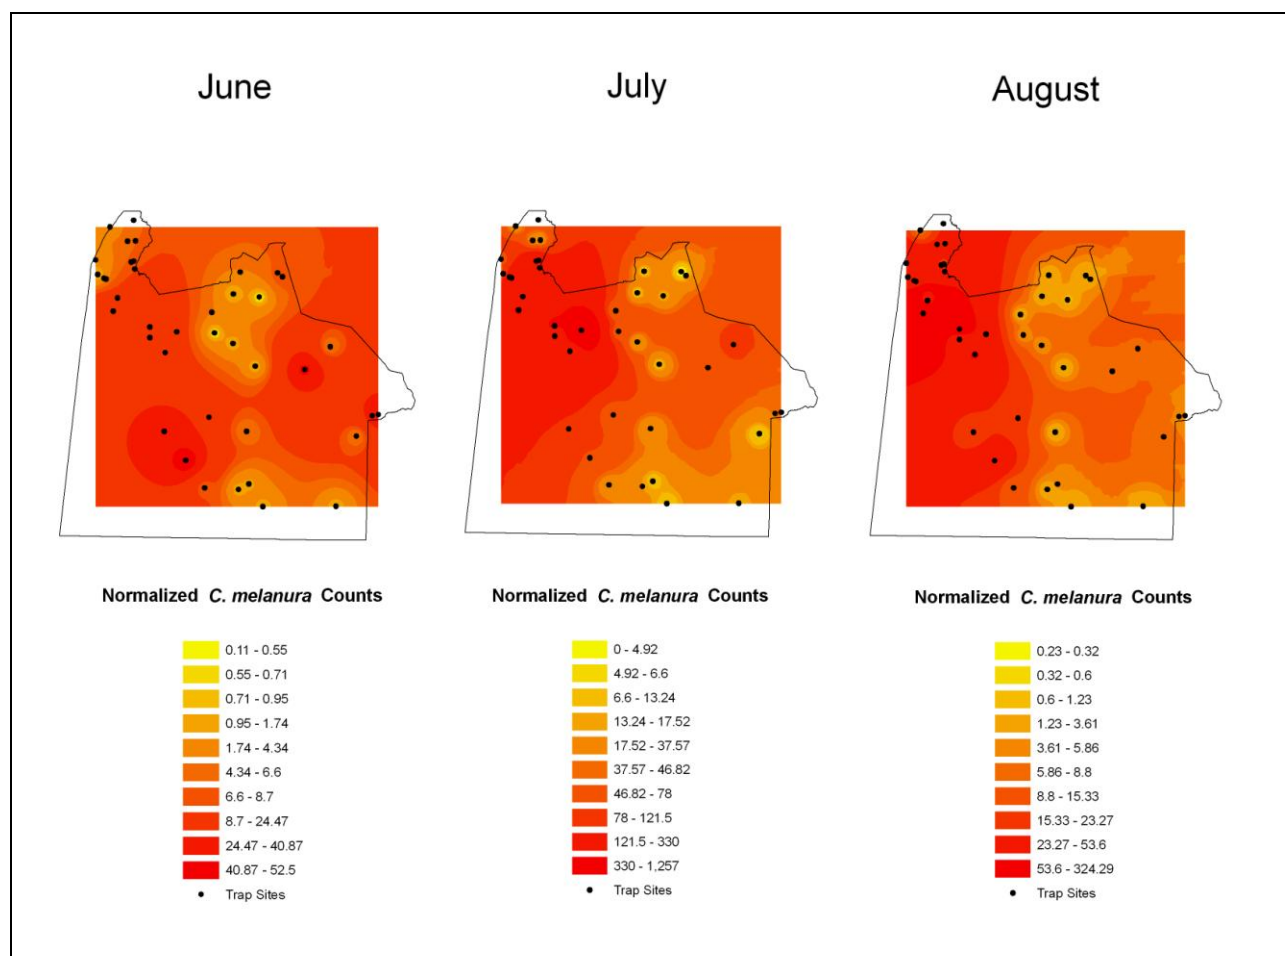 June
July
August
Normalized C. melanura Counts
0.11 - 0.55
0.55 - 0.71
0.71 - 0.95
0.95 - 1.74
1.74 - 4.34
4.34 - 6.6
6.6 - 8.7
8.7 - 24.47
24.47 - 40.87
40.87 - 52.5
Trap Sites
Normalized C. melanura Counts
0 - 4.92
4.92 - 6.6
6.6 - 13.24
13.24 - 17.52
17.52 - 37.57
37.57 - 46.82
46.82 - 78
78 - 121.5
121.5 - 330
330 - 1,257
Trap Sites
Normalized C. melanura Counts
0.23 - 0.32
0.32 - 0.6
0.6 - 1.23
1.23 - 3.61
3.61 - 5.86
5.86 - 8.8
8.8 - 15.33
15.33 - 23.27
23.27 - 53.6
53.6 - 324.29
Trap Sites